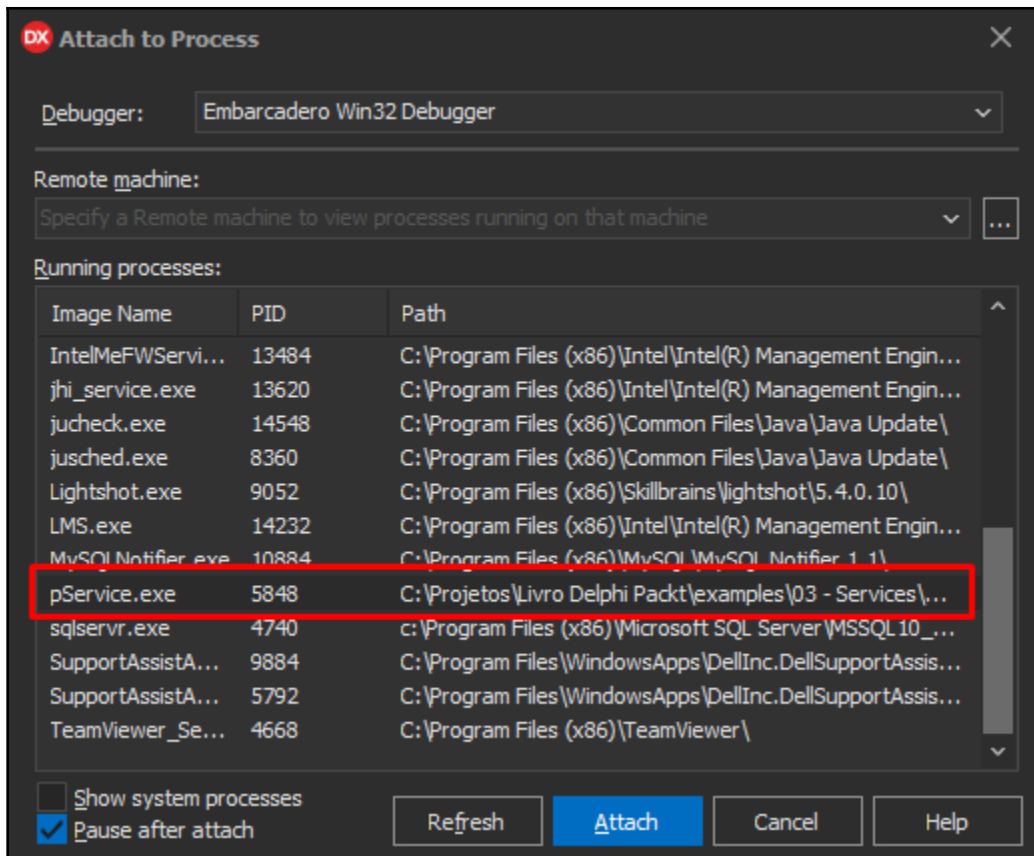 DX Attach to Process
Debugger: Embarcadero Win32 Debugger
Remote machine:
Specify a Remote machine to view processes running on that machine ...
Running processes:
Image Name PID Path
IntelMeFWServi... 13484 C:\Program Files (x86)\Intel\Intel(R) Management Engin...
jhi_service.exe 13620 C:\Program Files (x86)\Intel\Intel(R) Management Engin...
jucheck.exe 14548 C:\Program Files (x86)\Common Files\Java\Java Update\
jusched.exe 8360 C:\Program Files (x86)\Common Files\Java\Java Update\
Lightshot.exe 9052 C:\Program Files (x86)\Skillbrains\lightshot\5.4.0.10\
LMS.exe 14232 C:\Program Files (x86)\Intel\Intel(R) Management Engin...
MySQLNotifier.exe 10884 C:\Program Files (x86)\MySQL\MySQL Notifier 1.1\
pService.exe 5848 C:\Projetos\Livro Delphi Packt\examples\03 - Services\...
sqlservr.exe 4740 c:\Program Files (x86)\Microsoft SQL Server\MSSQL10_...
SupportAssistA... 9884 C:\Program Files\WindowsApps\DellInc.DellSupportAssis...
SupportAssistA... 5792 C:\Program Files\WindowsApps\DellInc.DellSupportAssis...
TeamViewer_Se... 4668 C:\Program Files (x86)\TeamViewer\
Show system processes
Pause after attach
Refresh Attach Cancel Help